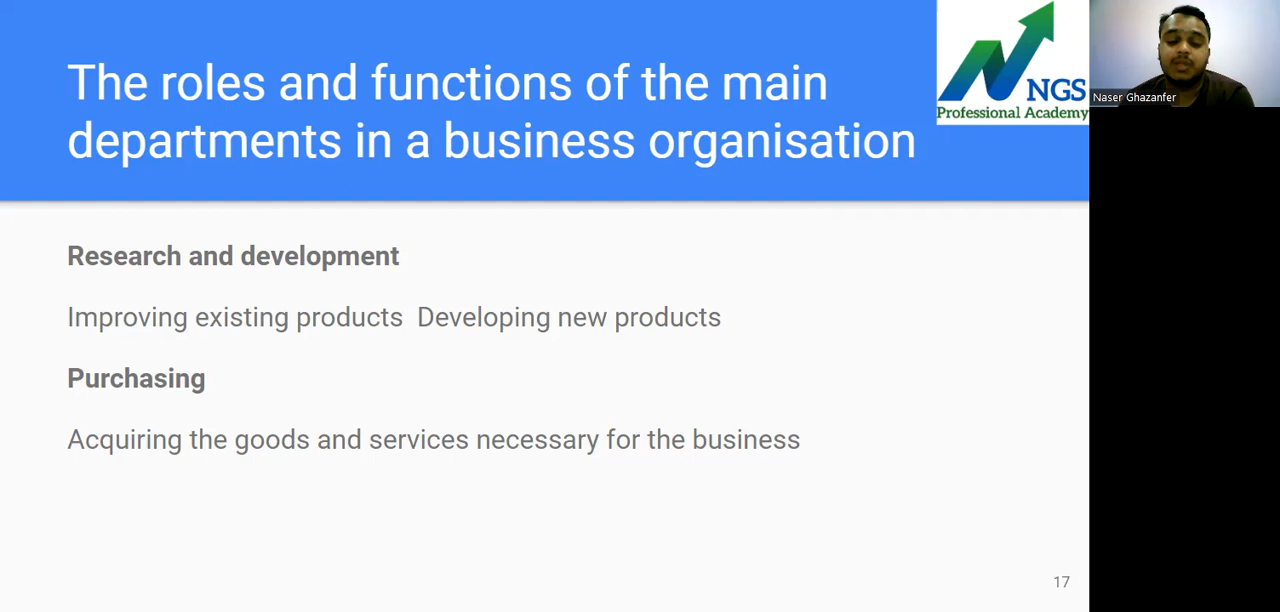 The roles and functions of the main
departments in a business organisation
NGS
Professional Academy
Naser Ghazanfer
Research and development
Improving existing products  Developing new products
Purchasing
Acquiring the goods and services necessary for the business
17